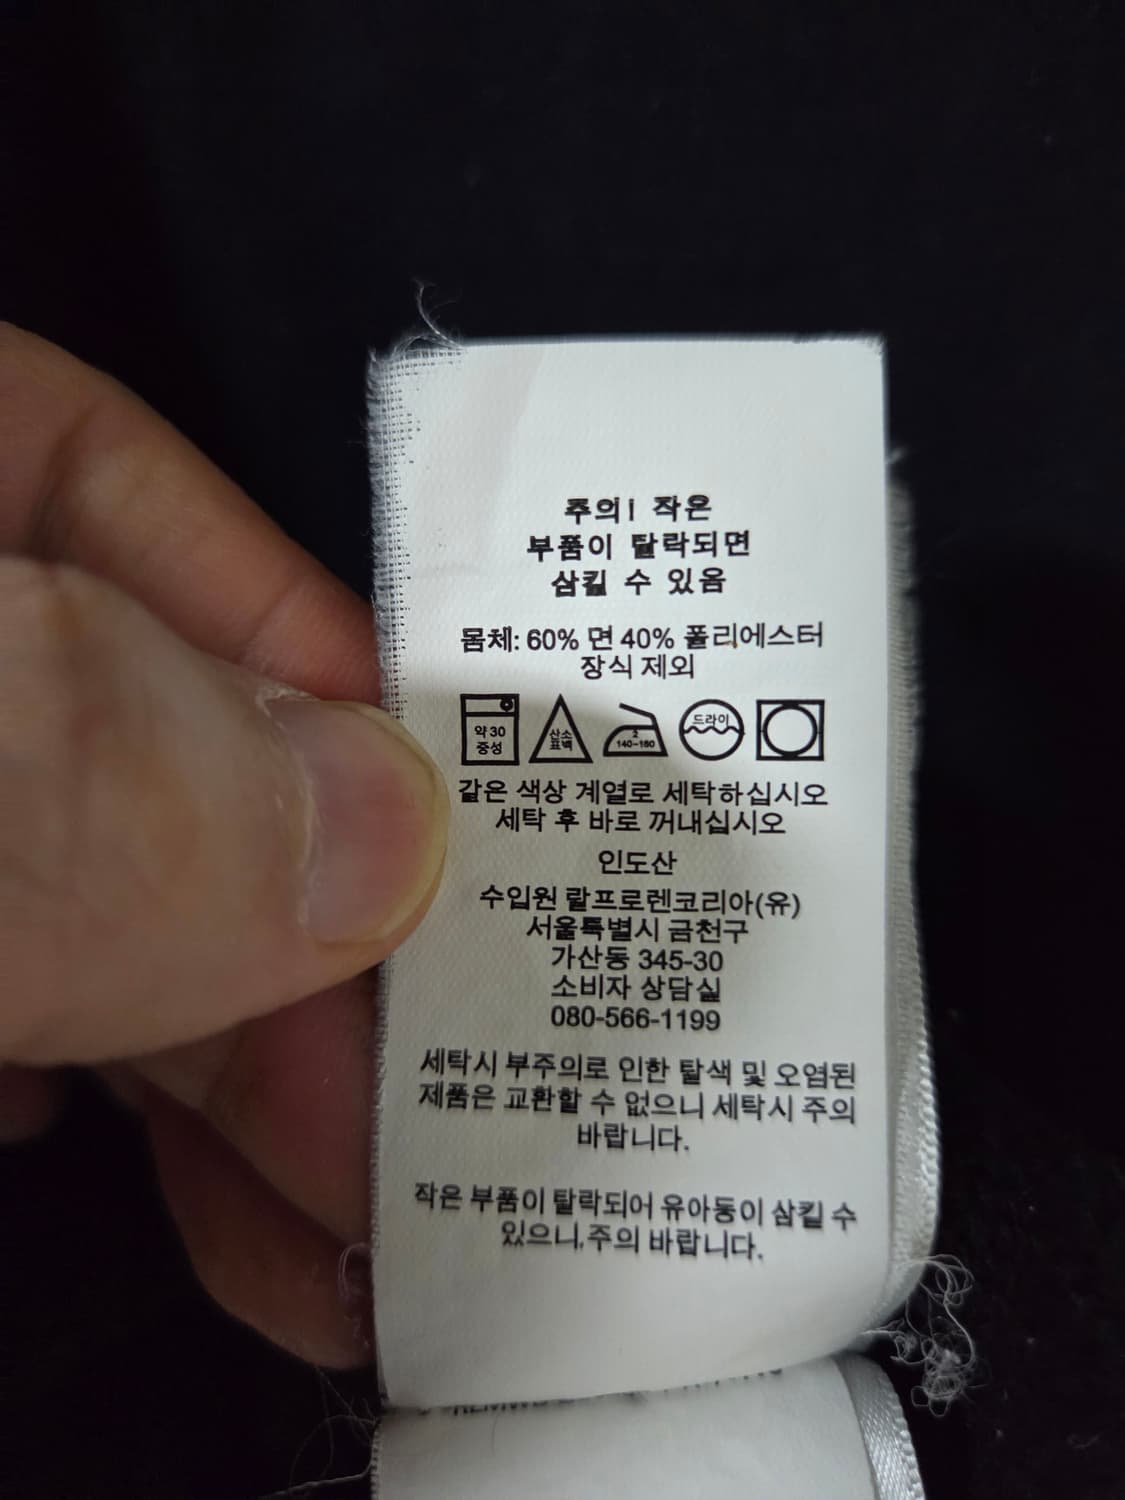 주의! 작은
부품이 탈락되면
삼킬 수 있음
몸체: 60% 면 40% 폴리에스터
장식 제외
약 30
중성
산소
표백
2
140~160
드라이
같은 색상 계열로 세탁하십시오
세탁 후 바로 꺼내십시오
인도산
수입원 랄프로렌코리아(유)
서울특별시 금천구
가산동 345-30
소비자 상담실
080-566-1199
세탁시 부주의로 인한 탈색 및 오염된
제품은 교환할 수 없으니 세탁시 주의
바랍니다.
작은 부품이 탈락되어 유아둥이 삼킬 수
있으니,주의 바랍니다.